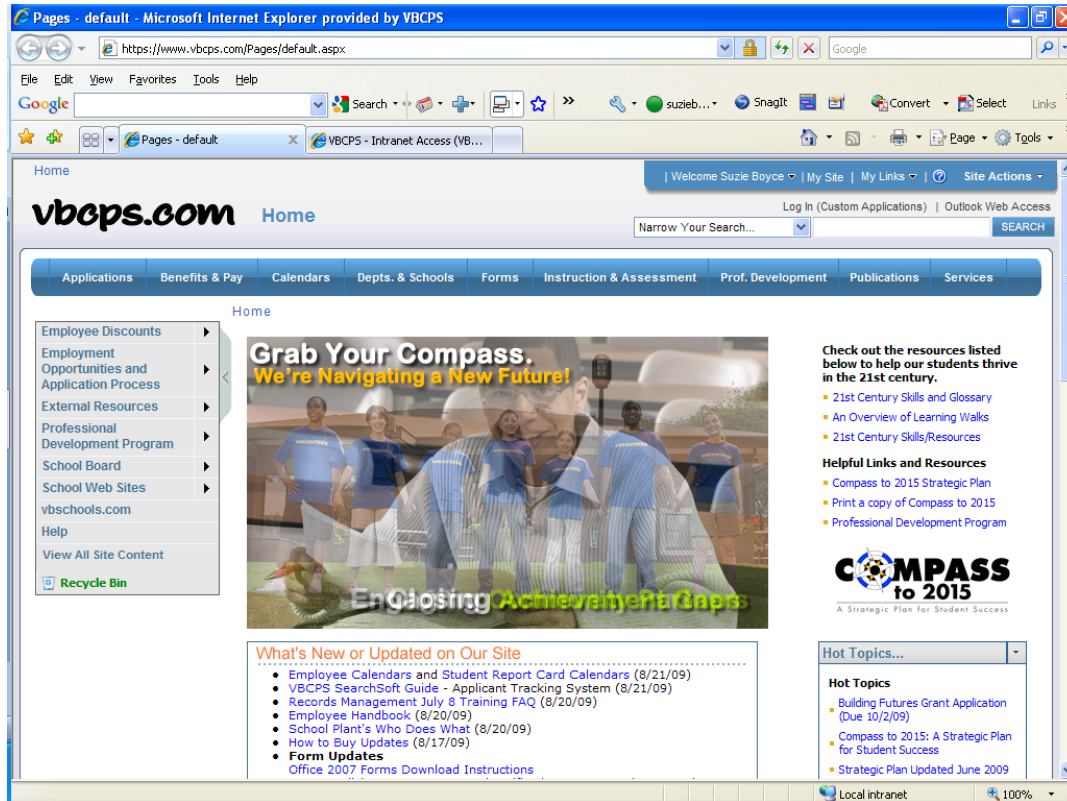 Pages - default - Microsoft Internet Explorer provided by VBCPS
https://www.vbcps.com/Pages/default.aspx
Google
File Edit View Favorites Tools Help
Google Search suzieb... SnagIt Convert Select Links
Pages - default X VBCPS - Intranet Access (VB... Page Tools
Home
| Welcome Suzie Boyce | My Site | My Links | Site Actions
vbcps.com Home
Log In (Custom Applications) | Outlook Web Access
Narrow Your Search... SEARCH
Applications Benefits & Pay Calendars Depts. & Schools Forms Instruction & Assessment Prof. Development Publications Services
Home
Employee Discounts
Employment
Opportunities and
Application Process
External Resources
Professional
Development Program
School Board
School Web Sites
vbschools.com
Help
View All Site Content
Recycle Bin
Grab Your Compass.
We're Navigating a New Future!
VOLUNTEER VOLUNTEER VOLUNTEER VOLUNTEER VOLUNTEER
Achievement Gaps
Check out the resources listed
below to help our students thrive
in the 21st century.
21st Century Skills and Glossary
An Overview of Learning Walks
21st Century Skills/Resources
Helpful Links and Resources
Compass to 2015 Strategic Plan
Print a copy of Compass to 2015
Professional Development Program
COMPASS
to 2015
A Strategic Plan for Student Success
What's New or Updated on Our Site
Employee Calendars and Student Report Card Calendars (8/21/09)
VBCPS SearchSoft Guide - Applicant Tracking System (8/21/09)
Records Management July 8 Training FAQ (8/20/09)
Employee Handbook (8/20/09)
School Plant's Who Does What (8/20/09)
How to Buy Updates (8/17/09)
Form Updates
Office 2007 Forms Download Instructions
Hot Topics...
Hot Topics
Building Futures Grant Application
(Due 10/2/09)
Compass to 2015: A Strategic Plan
for Student Success
Strategic Plan Updated June 2009
Local intranet 100%